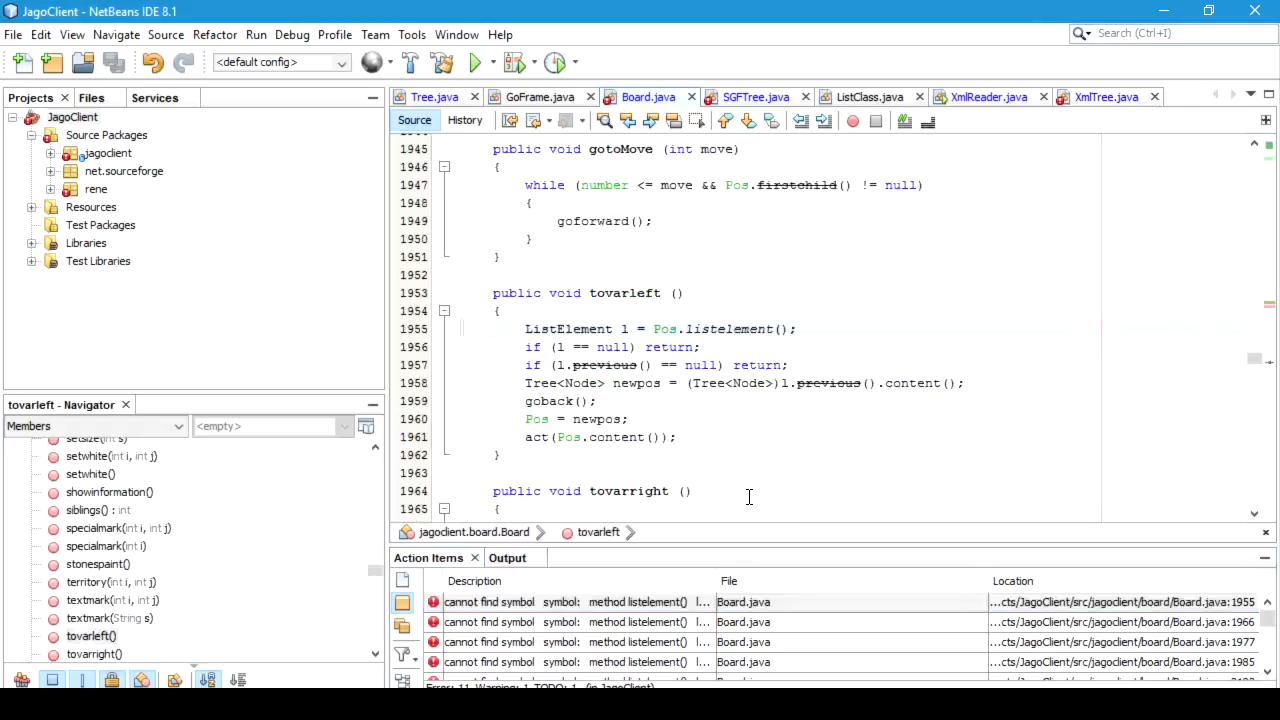 JagoClient - NetBeans IDE 8.1
File Edit View Navigate Source Refactor Run Debug Profile Team Tools Window Help
Search (Ctrl+I)
<default config>
Projects Files Services
Tree.java GoFrame.java Board.java SGFTree.java ListClass.java XmlReader.java XmlTree.java
JagoClient
Source History
Source Packages
jagoclient
net.sourceforge
rene
Resources
Test Packages
Libraries
Test Libraries
1945 public void gotoMove (int move)
1946 {
1947 while (number <= move && Pos.firstchild() != null)
1948 {
1949 goforward();
1950 }
1951 }
1952
1953 public void tovarleft ()
1954 {
1955 ListElement l = Pos.listelement();
1956 if (l == null) return;
1957 if (l.previous() == null) return;
1958 Tree<Node> newpos = (Tree<Node>)l.previous().content();
1959 goback();
1960 Pos = newpos;
1961 act(Pos.content());
1962 }
1963
1964 public void tovarright ()
1965 {
tovarleft - Navigator
Members <empty>
setsize(int s)
setwhite(int i, int j)
setwhite()
showinformation()
siblings() : int
specialmark(int i, int j)
specialmark(int i)
stonespaint()
territory(int i, int j)
textmark(int i, int j)
textmark(String s)
tovarleft()
tovarright()
jagoclient.board.Board tovarleft
Action Items Output
Description File Location
cannot find symbol symbol: method listelement() l... Board.java ...cts/JagoClient/src/jagoclient/board/Board.java:1955
cannot find symbol symbol: method listelement() l... Board.java ...cts/JagoClient/src/jagoclient/board/Board.java:1966
cannot find symbol symbol: method listelement() l... Board.java ...cts/JagoClient/src/jagoclient/board/Board.java:1977
cannot find symbol symbol: method listelement() l... Board.java ...cts/JagoClient/src/jagoclient/board/Board.java:1985